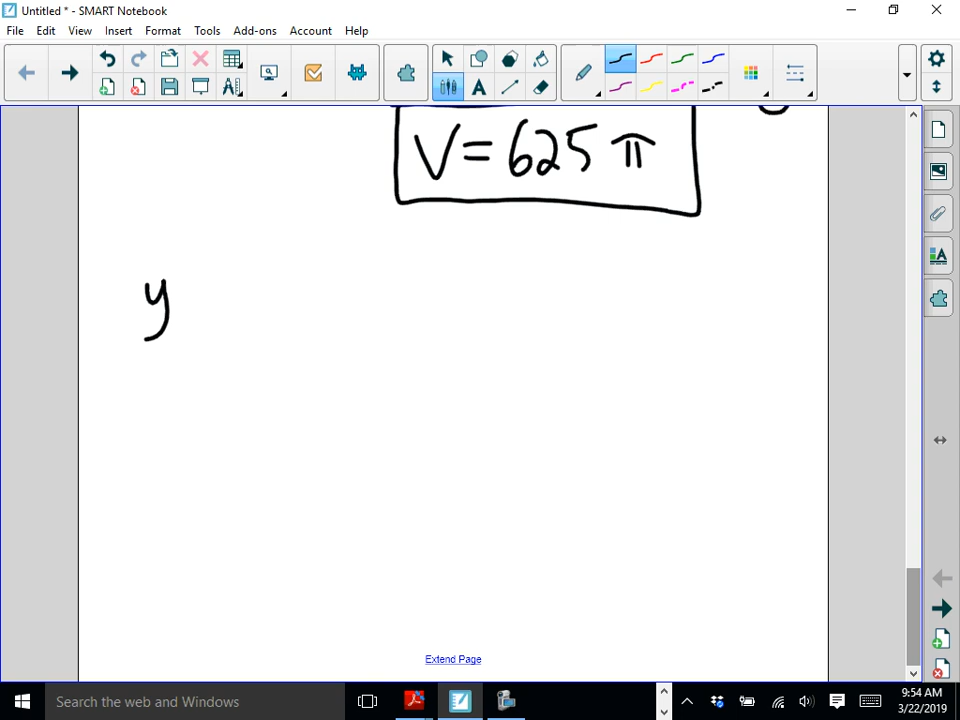 Untitled * - SMART Notebook
File Edit View Insert Format Tools Add-ons Account Help
V = 625 π
y
Extend Page
Search the web and Windows
9:54 AM
3/22/2019